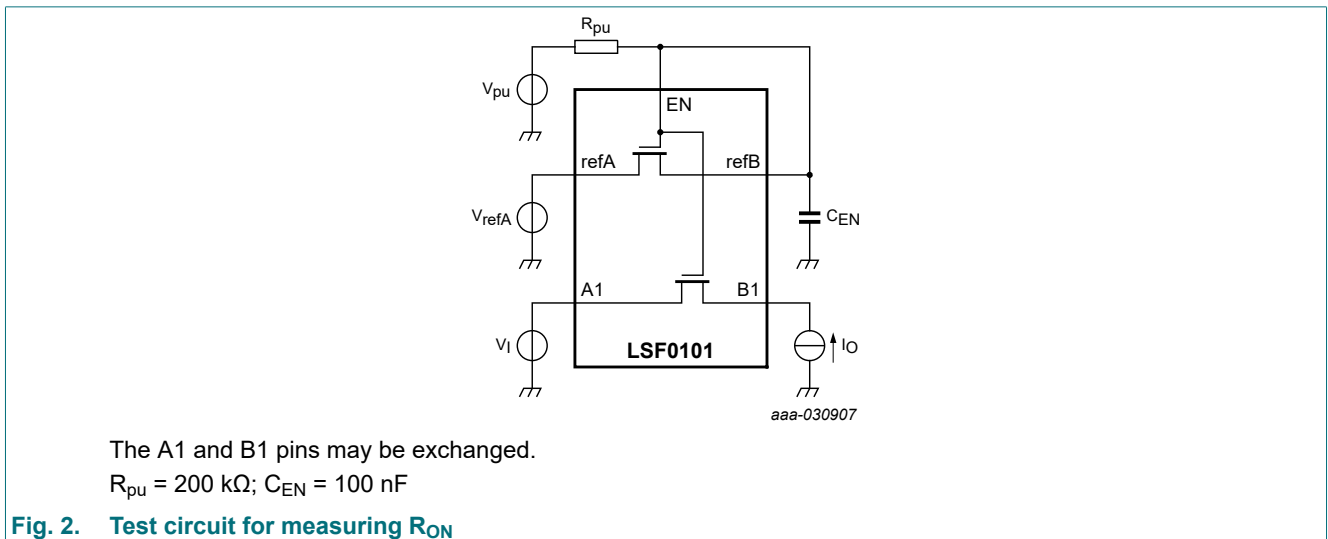 Rpu
Vpu
EN
refA
refB
VrefA
CEN
A1
B1
VI
LSF0101
IO
aaa-030907
The A1 and B1 pins may be exchanged.
Rpu = 200 kΩ; CEN = 100 nF
Fig. 2. Test circuit for measuring RON